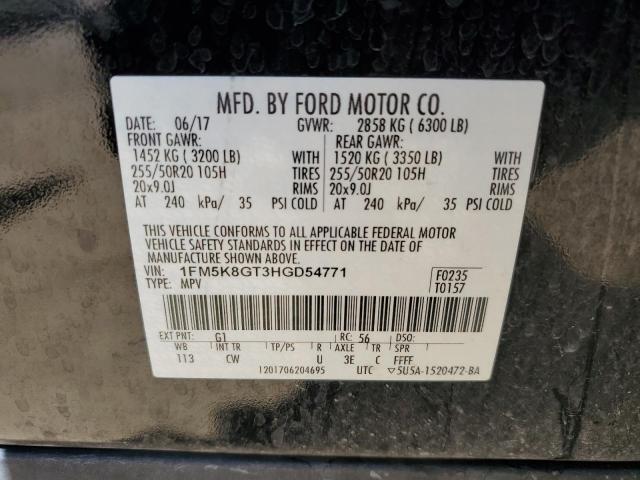 MFD. BY FORD MOTOR CO.
DATE: 06/17 GVWR: 2858 KG ( 6300 LB)
FRONT GAWR: REAR GAWR:
1452 KG ( 3200 LB) WITH 1520 KG ( 3350 LB) WITH
255/50R20 105H TIRES 255/50R20 105H TIRES
20x9.0J RIMS 20x9.0J RIMS
AT 240 kPa/ 35 PSI COLD AT 240 kPa/ 35 PSI COLD
THIS VEHICLE CONFORMS TO ALL APPLICABLE FEDERAL MOTOR
VEHICLE SAFETY STANDARDS IN EFFECT ON THE DATE OF
MANUFACTURE SHOWN ABOVE.
VIN: 1FM5K8GT3HGD54771 F0235
TYPE: MPV T0157
EXT PNT: G1 RC: 56 DSO:
WB INT TR TP/PS R AXLE TR SPR
113 CW U 3E C FFFF
1201706204695 UTC ▽5U5A-1520472-BA